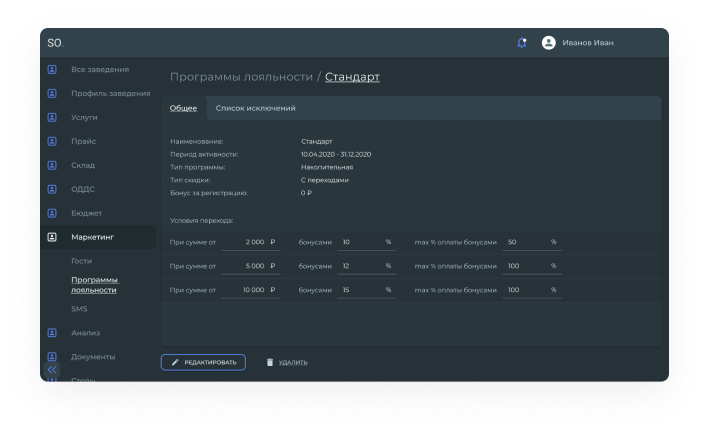 SO.
Иванов Иван
Все заведения
Профиль заведения
Услуги
Прайс
Склад
ОДДС
Бюджет
Маркетинг
Гости
Программы
лояльности
SMS
Анализ
Документы
Столы
Программы лояльности / Стандарт
Общее Список исключений
Наименование: Стандарт
Период активности: 10.04.2020 - 31.12.2020
Тип программы: Накопительная
Тип скидки: С переходами
Бонус за регистрацию: 0 ₽
Условия перехода:
При сумме от 2 000 ₽ бонусами 10 % max % оплаты бонусами 50 %
При сумме от 5 000 ₽ бонусами 12 % max % оплаты бонусами 100 %
При сумме от 10 000 ₽ бонусами 15 % max % оплаты бонусами 100 %
РЕДАКТИРОВАТЬ УДАЛИТЬ